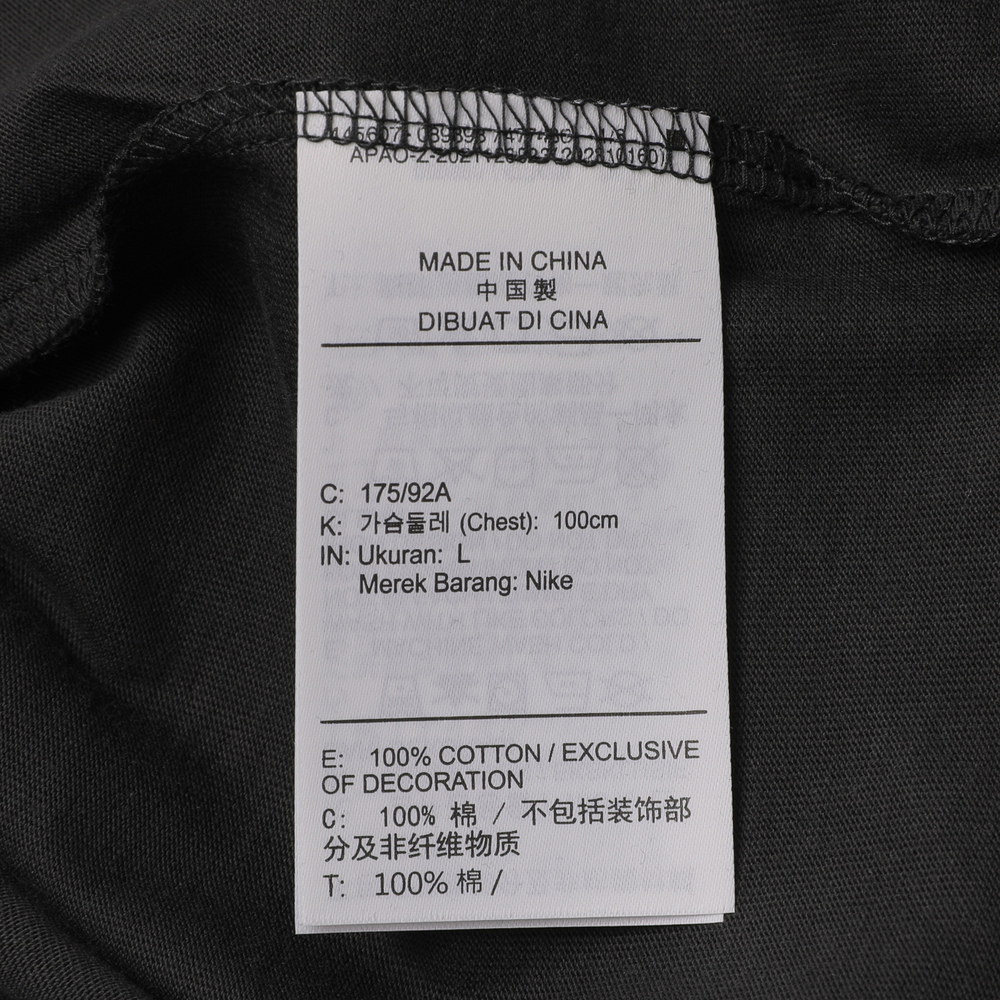 MADE IN CHINA
中国製
DIBUAT DI CINA
C: 175/92A
K: 가슴둘레 (Chest): 100cm
IN: Ukuran: L
Merek Barang: Nike
E: 100% COTTON / EXCLUSIVE
OF DECORATION
C: 100% 棉 / 不包括装饰部
分及非纤维物质
T: 100% 棉 /